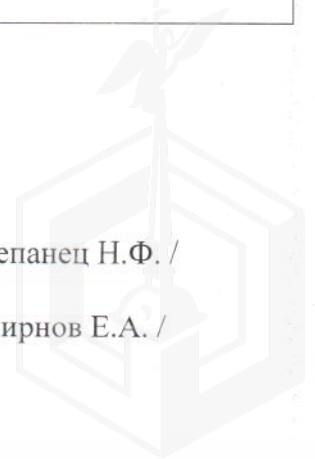 епанец Н.Ф. /
ирнов Е.А. /